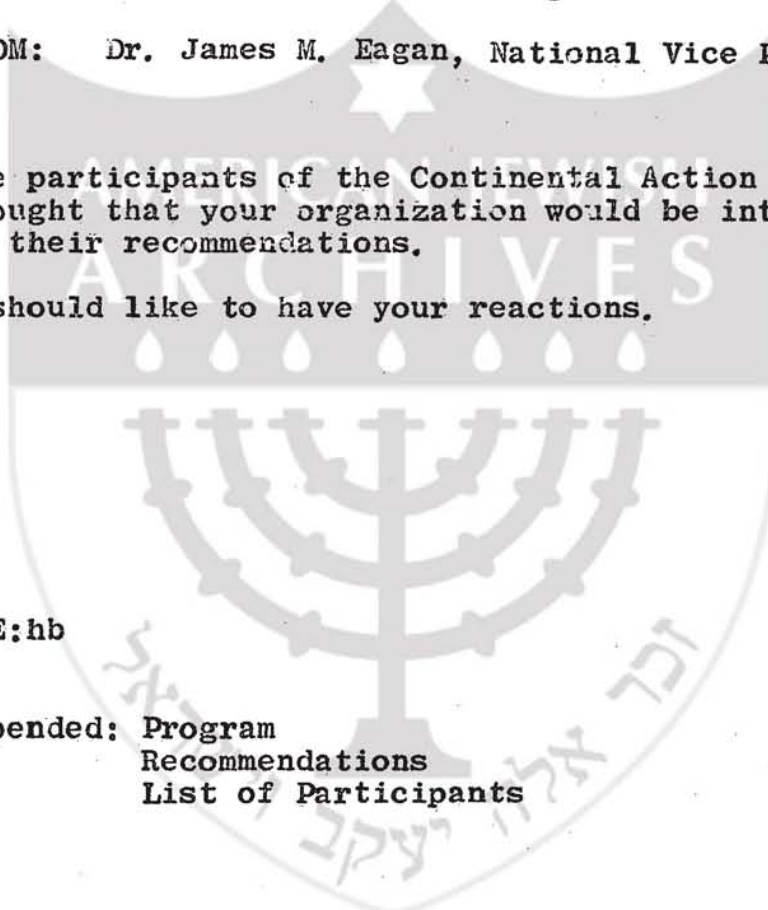 OM: Dr. James M. Eagan, National Vice P
AMERICAN JEWISH
e participants of the Continental Action
ought that your organization would be int
their recommendations.
ARCHIVES
should like to have your reactions.
E:hb
pended: Program
Recommendations
List of Participants
זכר אלה יעקב וישראל